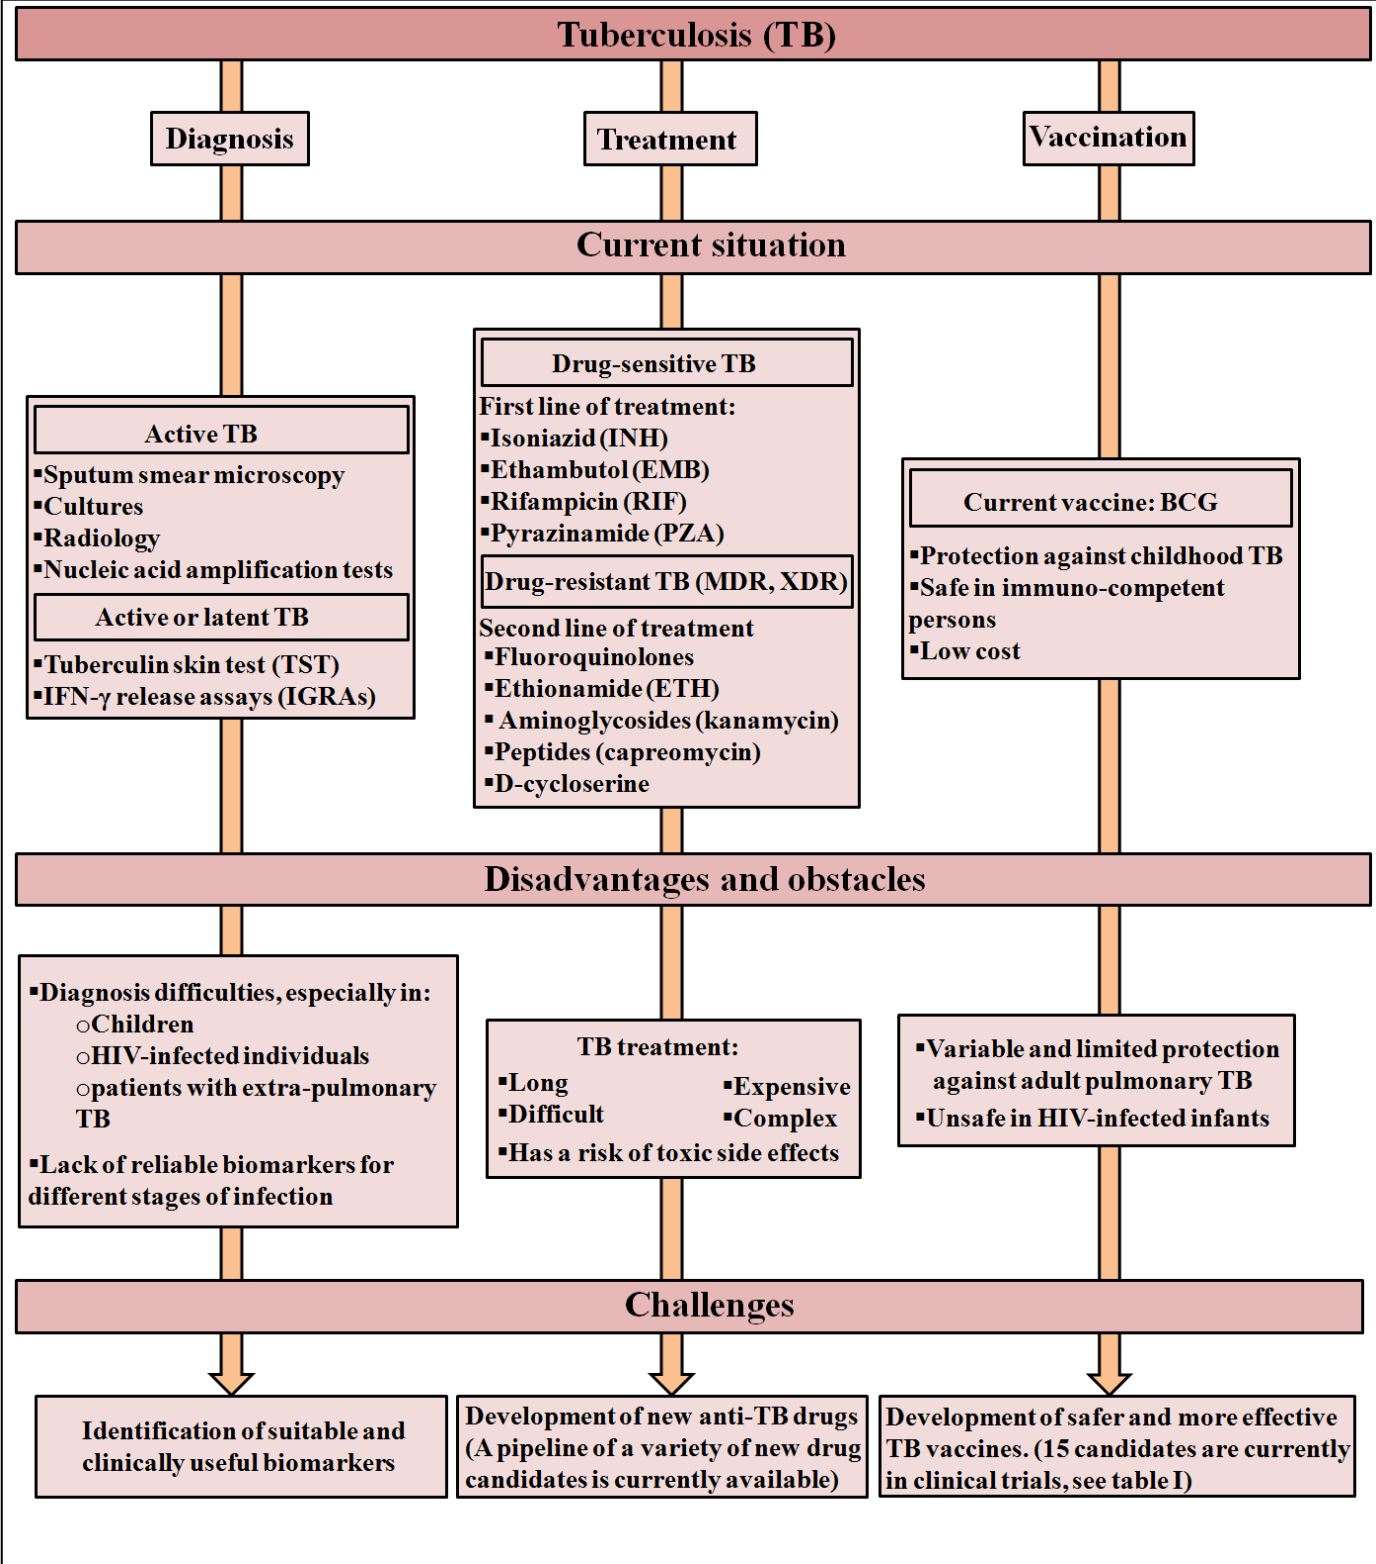 Tuberculosis (TB)
Diagnosis
Treatment
Vaccination
Current situation
Active TB
▪Sputum smear microscopy
▪Cultures
▪Radiology
▪Nucleic acid amplification tests
Active or latent TB
▪Tuberculin skin test (TST)
▪IFN-γ release assays (IGRAs)
Drug-sensitive TB
First line of treatment:
▪Isoniazid (INH)
▪Ethambutol (EMB)
▪Rifampicin (RIF)
▪Pyrazinamide (PZA)
Drug-resistant TB (MDR, XDR)
Second line of treatment
▪Fluoroquinolones
▪Ethionamide (ETH)
▪ Aminoglycosides (kanamycin)
▪Peptides (capreomycin)
▪D-cycloserine
Current vaccine: BCG
▪Protection against childhood TB
▪Safe in immuno-competent
persons
▪Low cost
Disadvantages and obstacles
▪Diagnosis difficulties, especially in:
○Children
○HIV-infected individuals
○patients with extra-pulmonary
TB
▪Lack of reliable biomarkers for
different stages of infection
TB treatment:
▪Long
▪Expensive
▪Difficult
▪Complex
▪Has a risk of toxic side effects
▪Variable and limited protection
against adult pulmonary TB
▪Unsafe in HIV-infected infants
Challenges
Identification of suitable and
clinically useful biomarkers
Development of new anti-TB drugs
(A pipeline of a variety of new drug
candidates is currently available)
Development of safer and more effective
TB vaccines. (15 candidates are currently
in clinical trials, see table I)